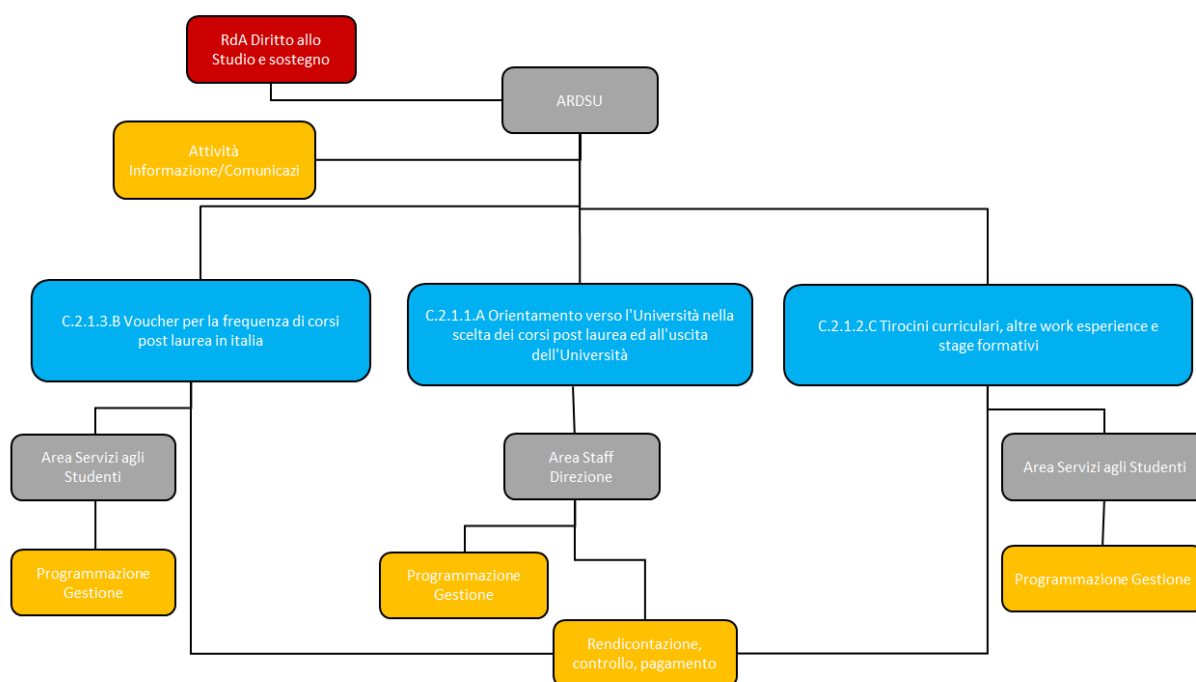 RdA Diritto allo
Studio e sostegno
ARDSU
Attività
Informazione/Comunicazi
C.2.1.3.B Voucher per la frequenza di corsi
post laurea in italia
C.2.1.1.A Orientamento verso l'Università nella
scelta dei corsi post laurea ed all'uscita
dell'Università
C.2.1.2.C Tirocini curriculari, altre work esperience e
stage formativi
Area Servizi agli
Studenti
Area Staff
Direzione
Area Servizi agli Studenti
Programmazione
Gestione
Programmazione
Gestione
Programmazione Gestione
Rendicontazione,
controllo, pagamento